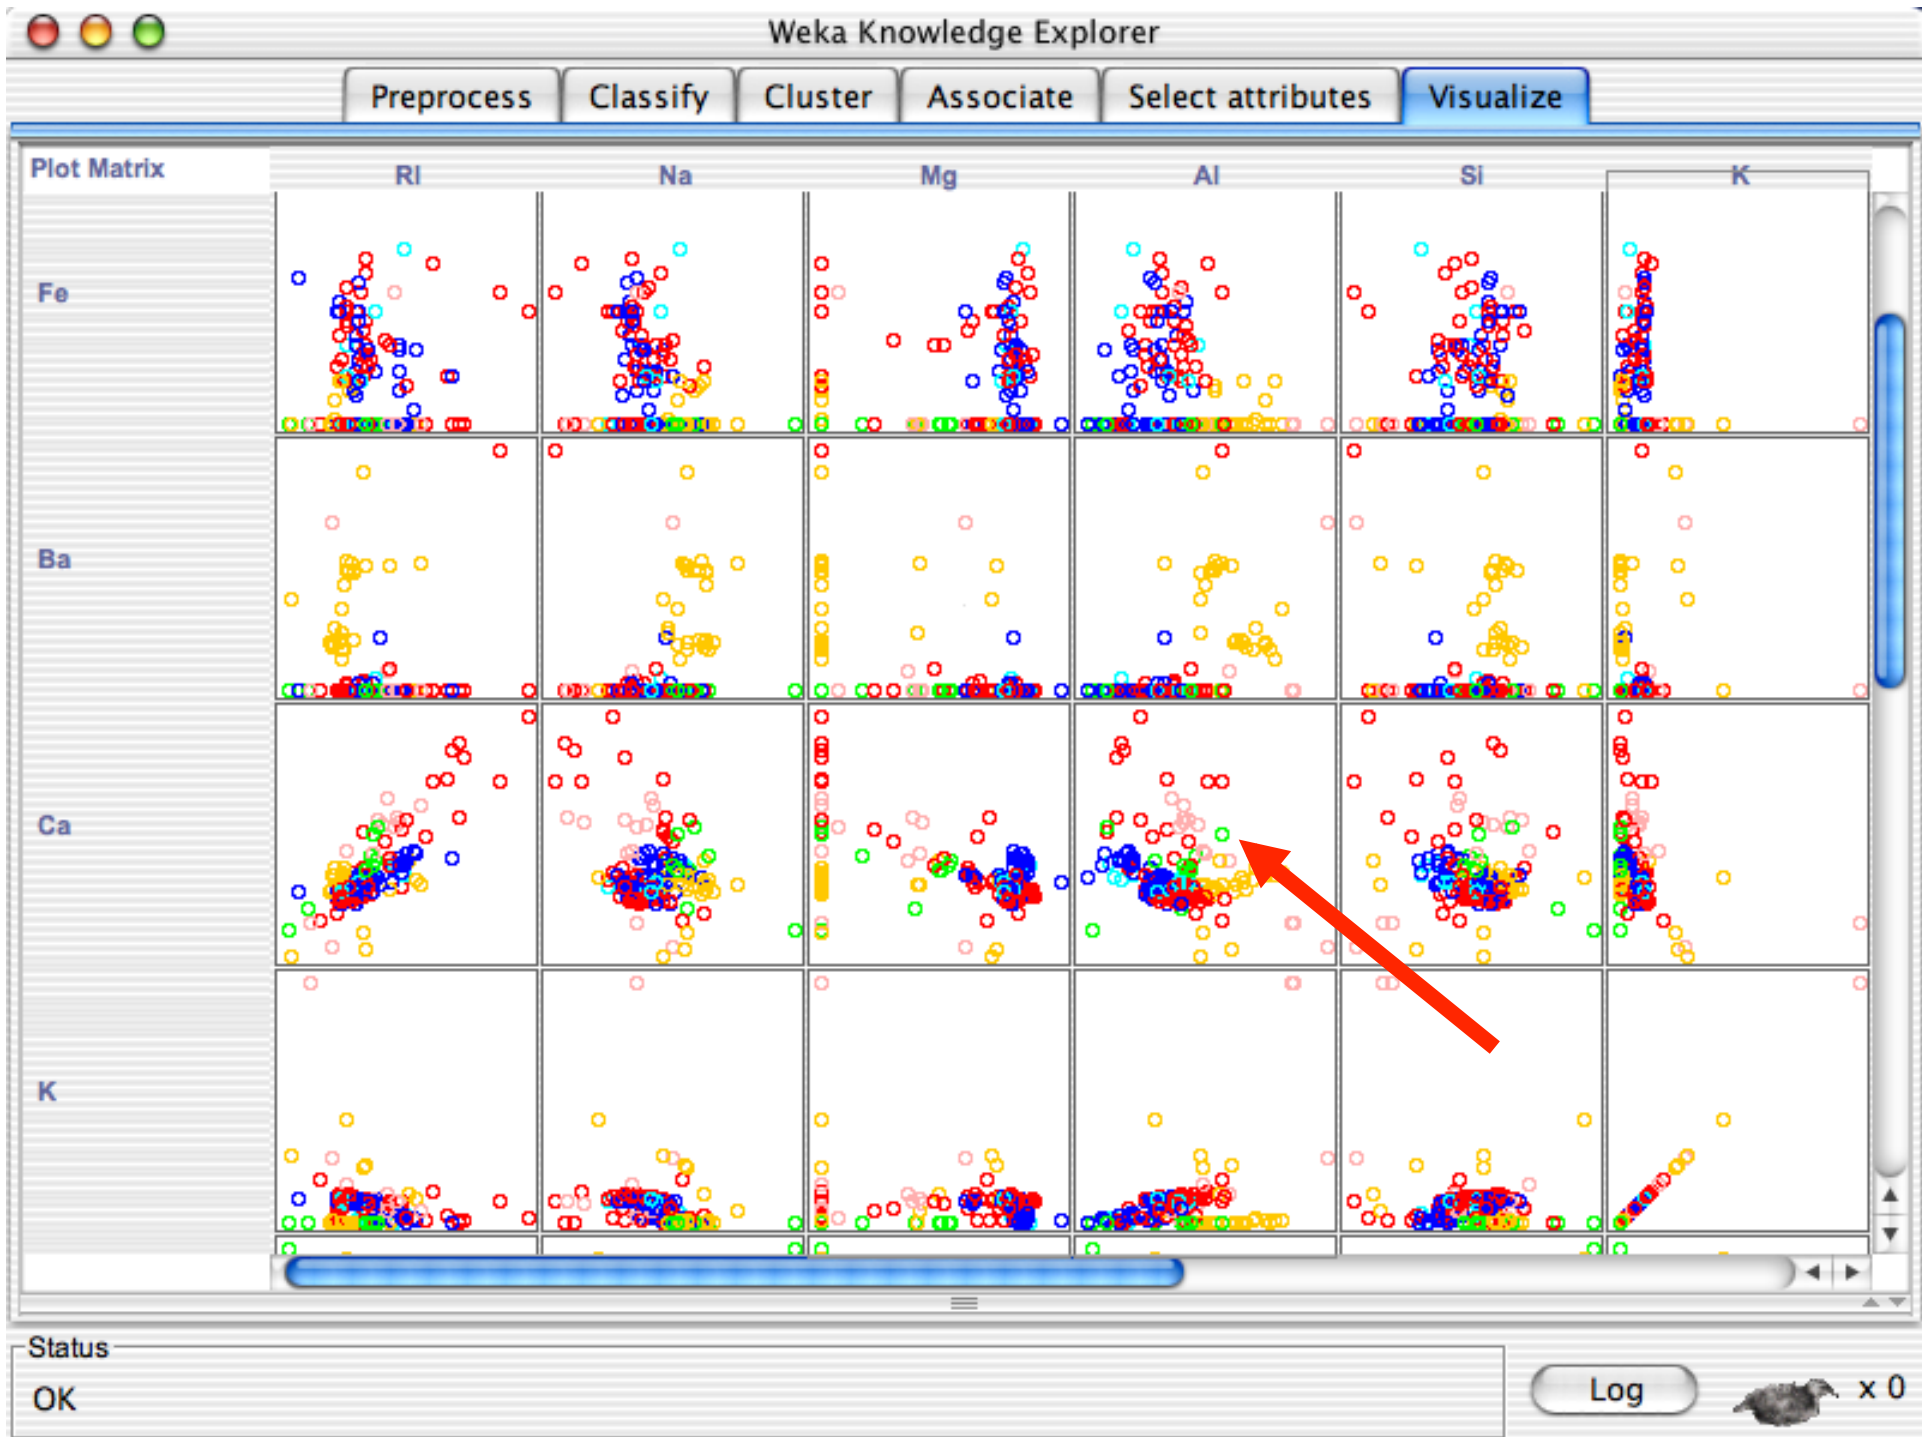 Weka Knowledge Explorer
Preprocess Classify Cluster Associate Select attributes Visualize
Plot Matrix RI Na Mg Al Si K
Fe
Ba
Ca
K
Status
OK
Log x 0